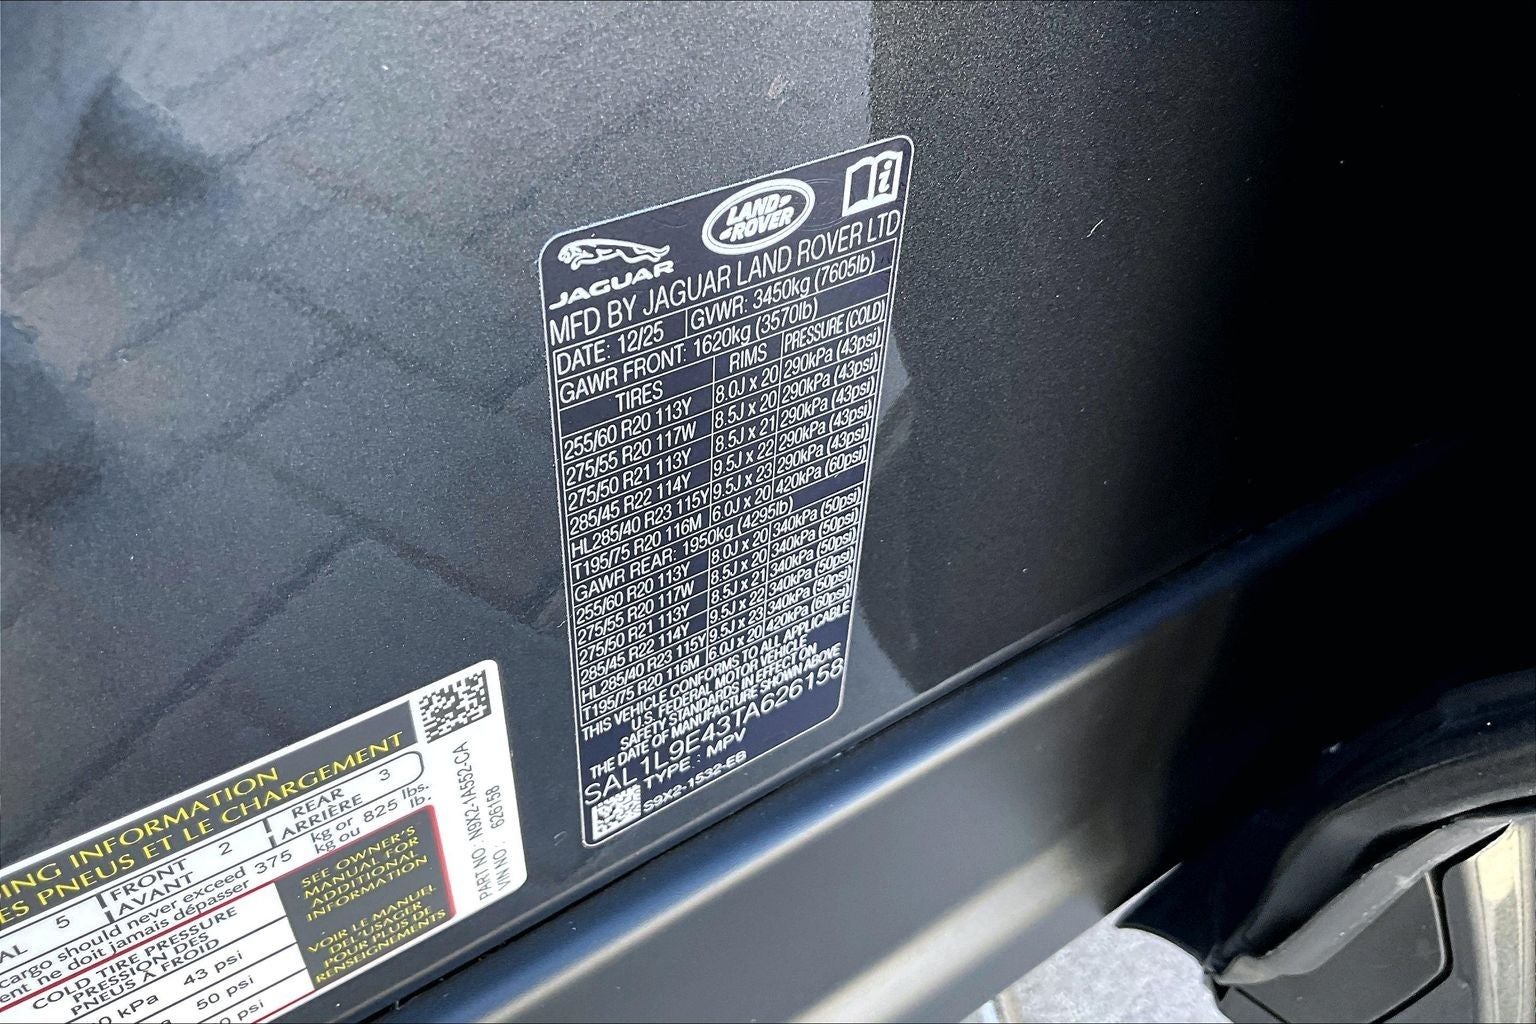 LAND-
-ROVER
JAGUAR
MFD BY JAGUAR LAND ROVER LTD
DATE: 12/25 GVWR: 3450kg (7605lb)
GAWR FRONT: 1620kg (3570lb)
TIRES RIMS PRESSURE (COLD)
255/60 R20 113Y 8.0J x 20 290kPa (43psi)
275/55 R20 117W 8.5J x 20 290kPa (43psi)
275/50 R21 113Y 8.5J x 21 290kPa (43psi)
285/45 R22 114Y 9.5J x 22 290kPa (43psi)
HL285/40 R23 115Y 9.5J x 23 290kPa (43psi)
T195/75 R20 116M 6.0J x 20 420kPa (60psi)
GAWR REAR: 1950kg (4295lb)
255/60 R20 113Y 8.0J x 20 340kPa (50psi)
275/55 R20 117W 8.5J x 20 340kPa (50psi)
275/50 R21 113Y 8.5J x 21 340kPa (50psi)
285/45 R22 114Y 9.5J x 22 340kPa (50psi)
HL285/40 R23 115Y 9.5J x 23 340kPa (50psi)
T195/75 R20 116M 6.0J x 20 420kPa (60psi)
THIS VEHICLE CONFORMS TO ALL APPLICABLE
U.S. FEDERAL MOTOR VEHICLE
SAFETY STANDARDS IN EFFECT ON
THE DATE OF MANUFACTURE SHOWN ABOVE
SAL1L9E43TA626158
TYPE: MPV
S9X2-1532-EB
INFORMATION
PNEUS ET LE CHARGEMENT
5 FRONT 2 REAR 3
AVANT ARRIÈRE
cargo should never exceed 375 kg or 825 lbs.
ne doit jamais dépasser kg ou lb.
COLD TIRE PRESSURE
PRESSION DES
PNEUS À FROID
kPa 43 psi
50 psi
psi
SEE OWNER'S
MANUAL FOR
ADDITIONAL
INFORMATION
VOIR LE MANUEL
DE L'USAGER
POUR PLUS DE
RENSEIGNEMENTS
PART NO.: N9X2-1A552-CA
VIN NO.: 626158